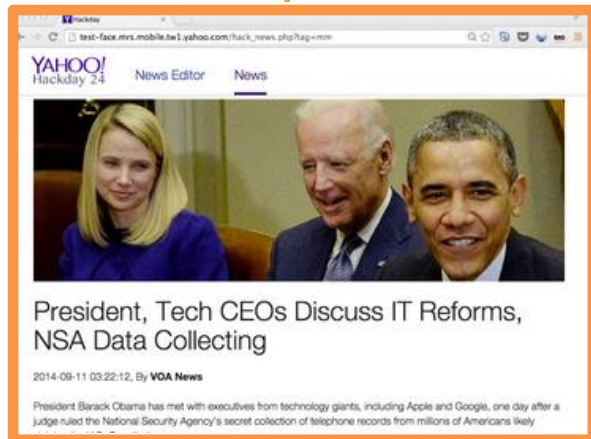 Hackday
test-face.mrs.mobile.tw1.yahoo.com/hack_news.php?tag=mm
YAHOO!
Hackday 24
News Editor News
President, Tech CEOs Discuss IT Reforms,
NSA Data Collecting
2014-09-11 03:22:12, By VOA News
President Barack Obama has met with executives from technology giants, including Apple and Google, one day after a
judge ruled the National Security Agency's secret collection of telephone records from millions of Americans likely